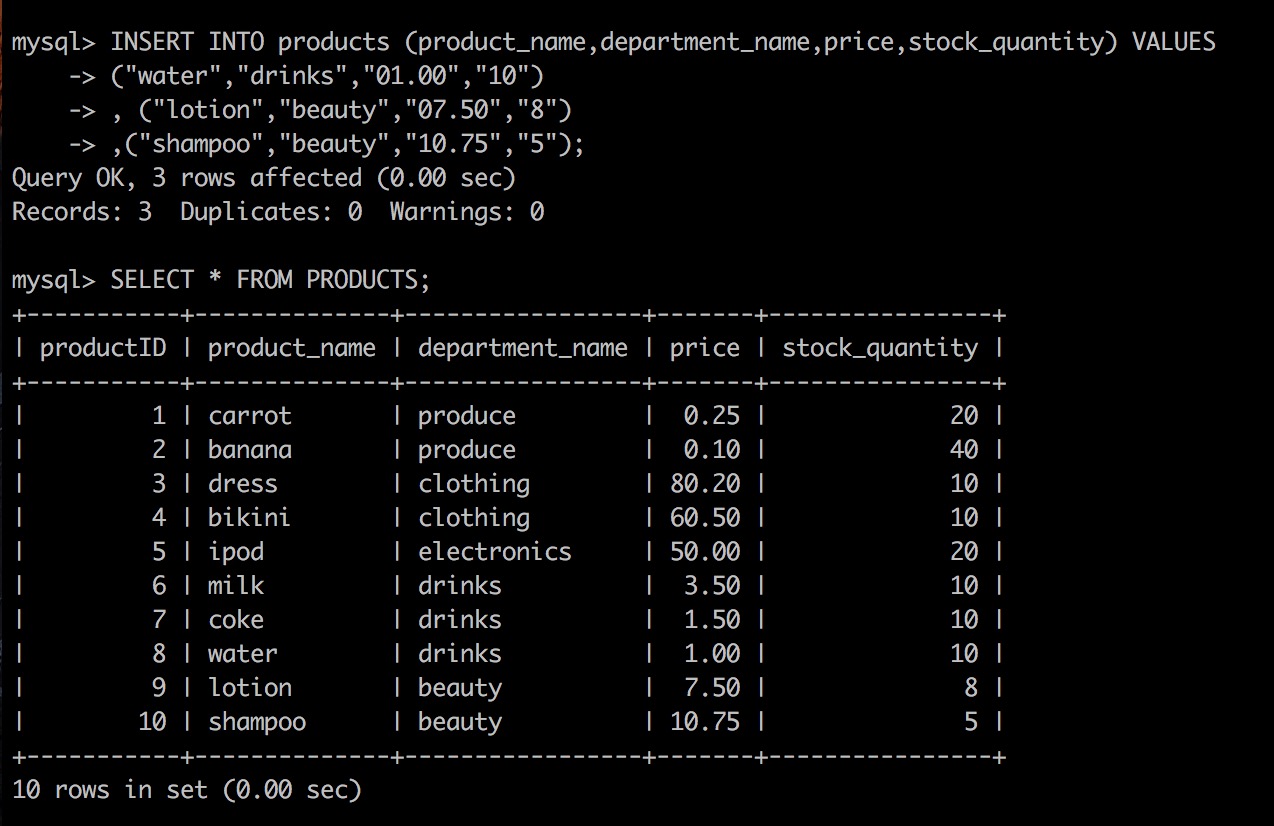 mysql> INSERT INTO products (product_name,department_name,price,stock_quantity) VALUES
    -> ("water","drinks","01.00","10")
    -> , ("lotion","beauty","07.50","8")
    -> ,("shampoo","beauty","10.75","5");
Query OK, 3 rows affected (0.00 sec)
Records: 3  Duplicates: 0  Warnings: 0

mysql> SELECT * FROM PRODUCTS;
+-----------+--------------+-----------------+-------+----------------+
| productID | product_name | department_name | price | stock_quantity |
+-----------+--------------+-----------------+-------+----------------+
|         1 | carrot       | produce         |  0.25 |             20 |
|         2 | banana       | produce         |  0.10 |             40 |
|         3 | dress        | clothing        | 80.20 |             10 |
|         4 | bikini       | clothing        | 60.50 |             10 |
|         5 | ipod         | electronics     | 50.00 |             20 |
|         6 | milk         | drinks          |  3.50 |             10 |
|         7 | coke         | drinks          |  1.50 |             10 |
|         8 | water        | drinks          |  1.00 |             10 |
|         9 | lotion       | beauty          |  7.50 |              8 |
|        10 | shampoo      | beauty          | 10.75 |              5 |
+-----------+--------------+-----------------+-------+----------------+
10 rows in set (0.00 sec)